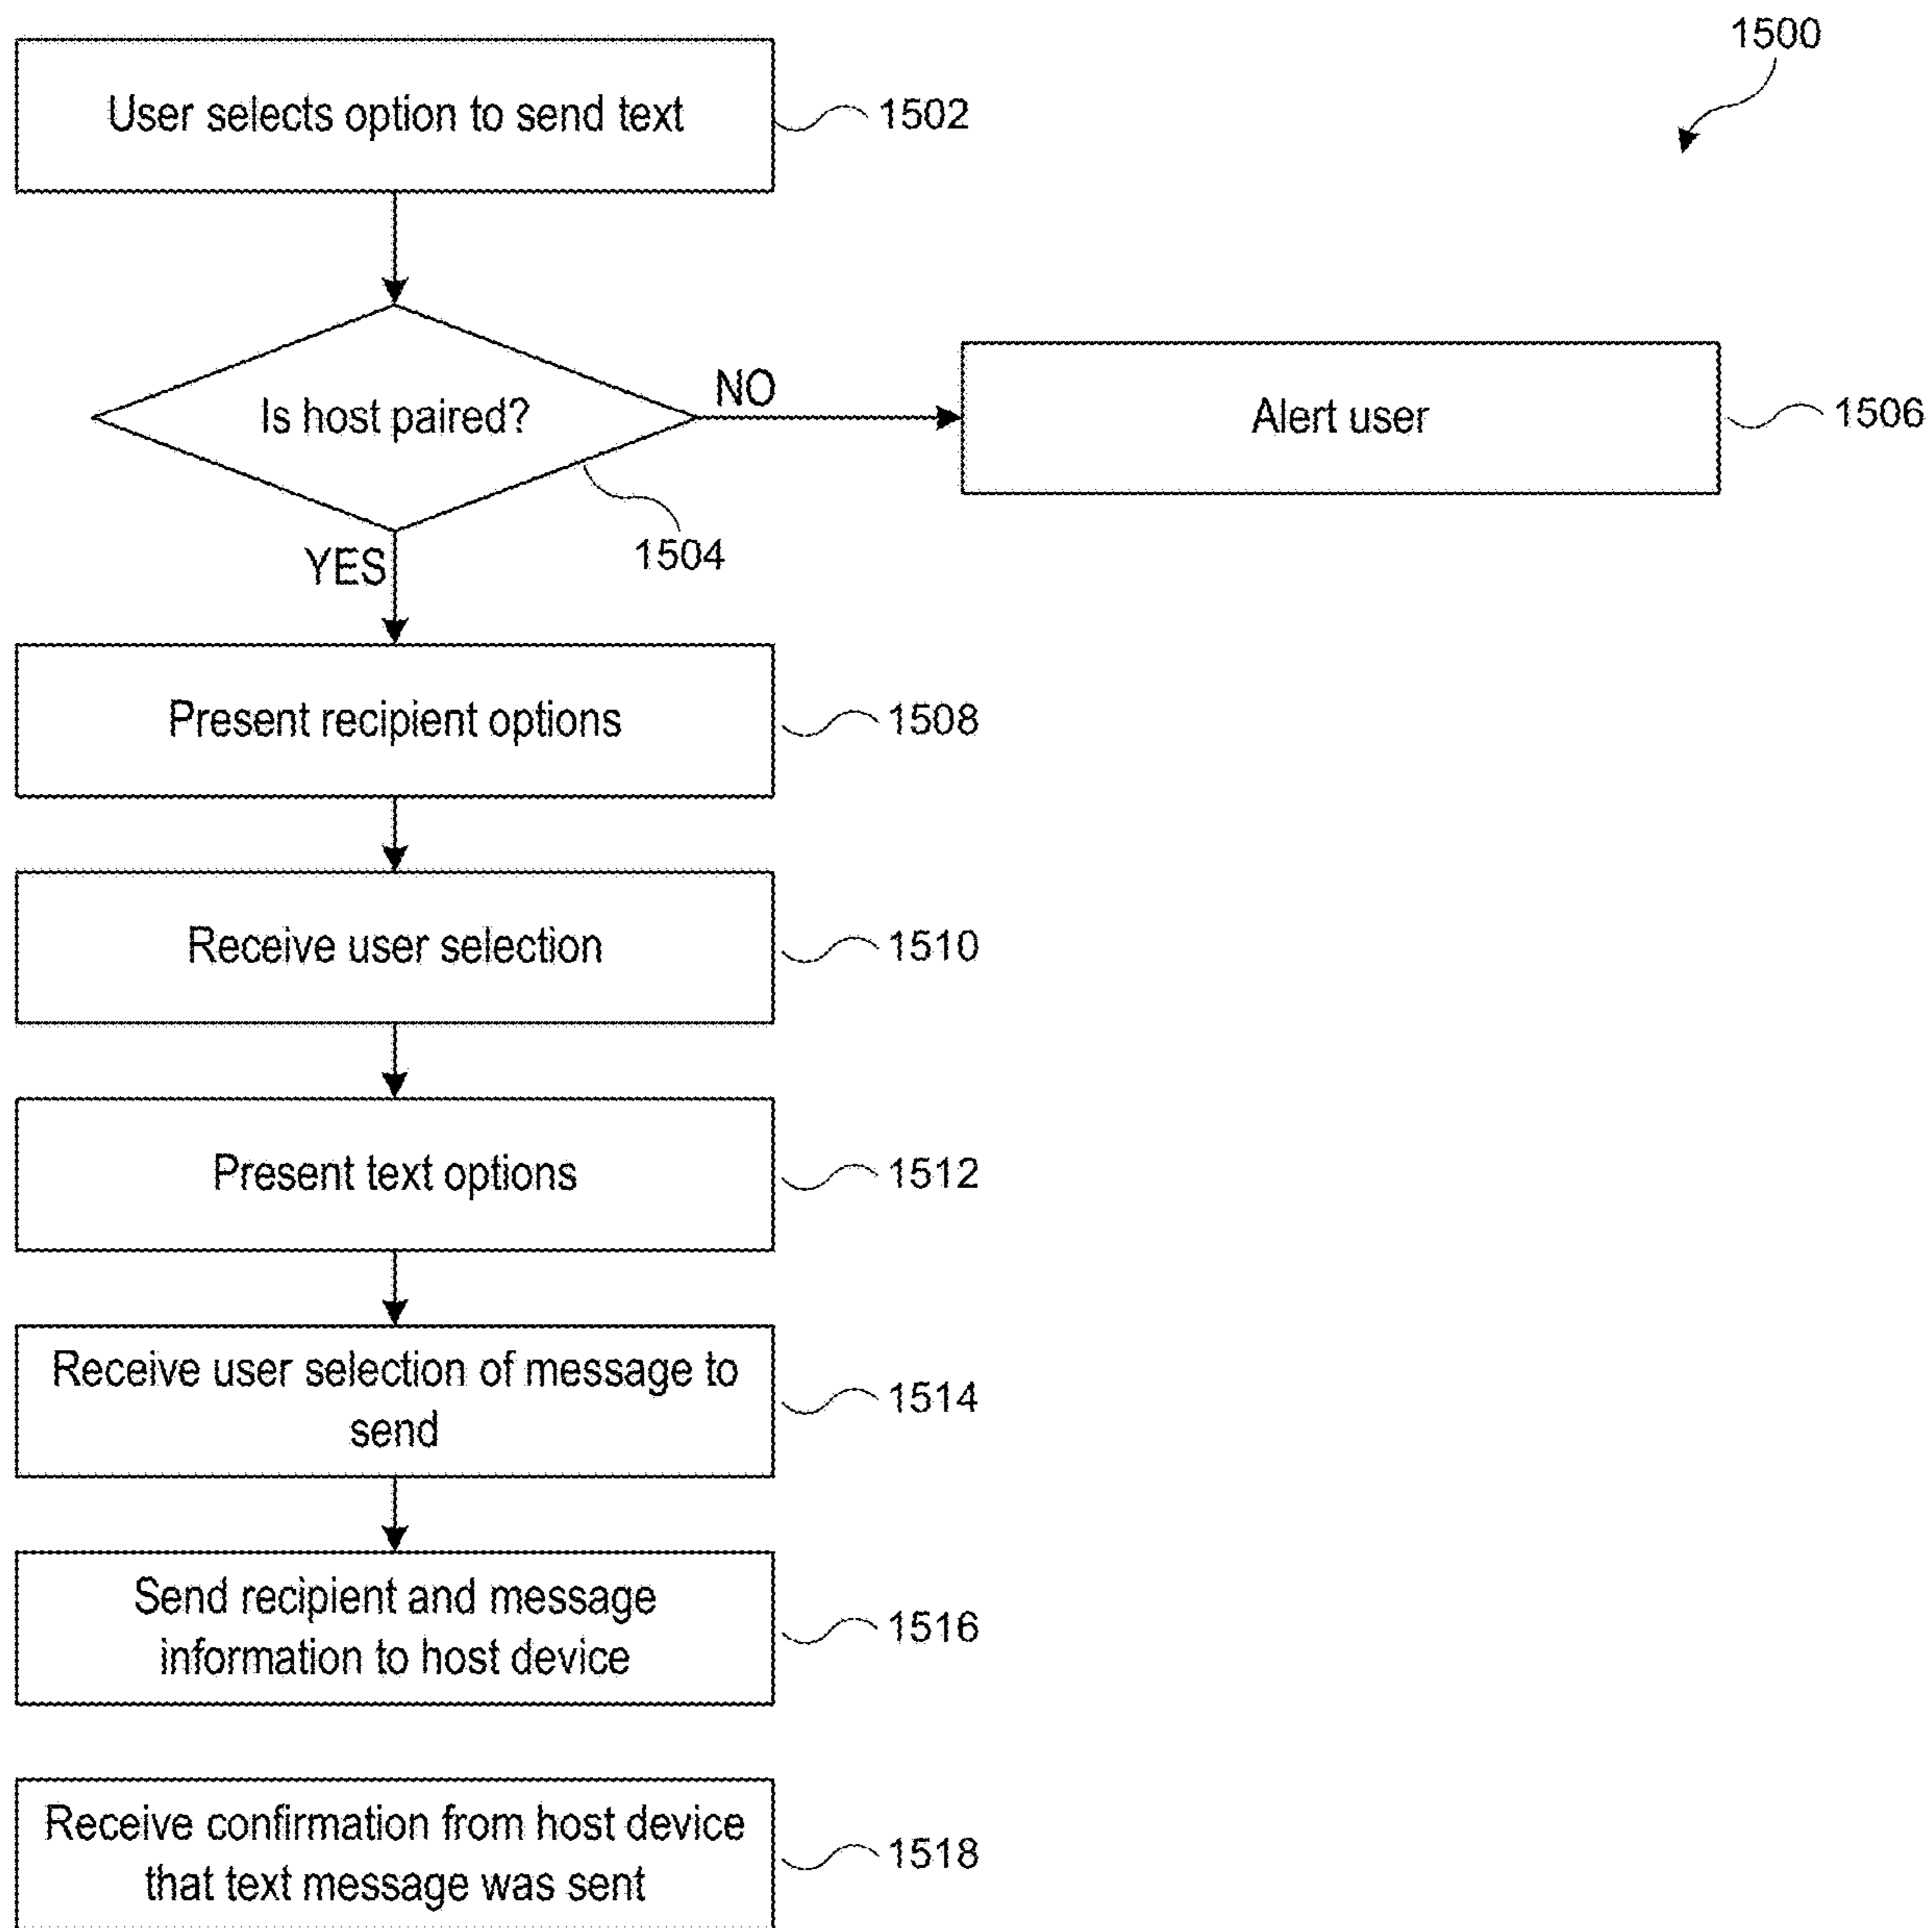 1500
User selects option to send text
1502
Is host paired?
NO
Alert user
1506
1504
YES
Present recipient options
1508
Receive user selection
1510
Present text options
1512
Receive user selection of message to
send
1514
Send recipient and message
information to host device
1516
Receive confirmation from host device
that text message was sent
1518